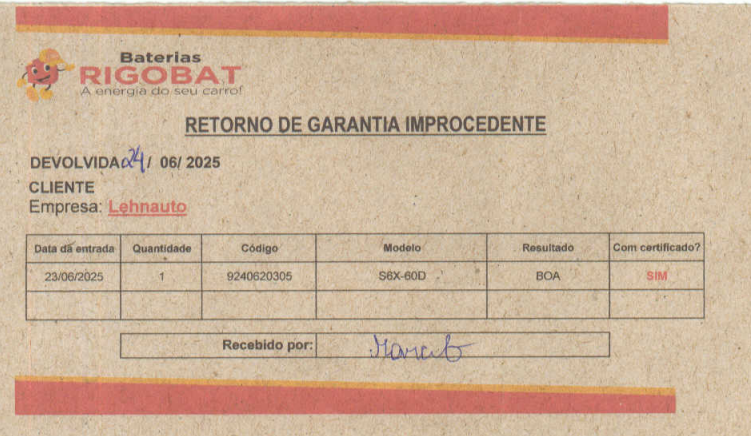 Baterias
RIGOBAT
A energia do seu carro!
RETORNO DE GARANTIA IMPROCEDENTE
DEVOLVIDA 24/ 06/ 2025
CLIENTE
Empresa: Lehnauto
Data da entrada Quantidade Código Modelo Resultado Com certificado?
23/06/2025 1 9240620305 S6X-60D BOA SIM
Recebido por: